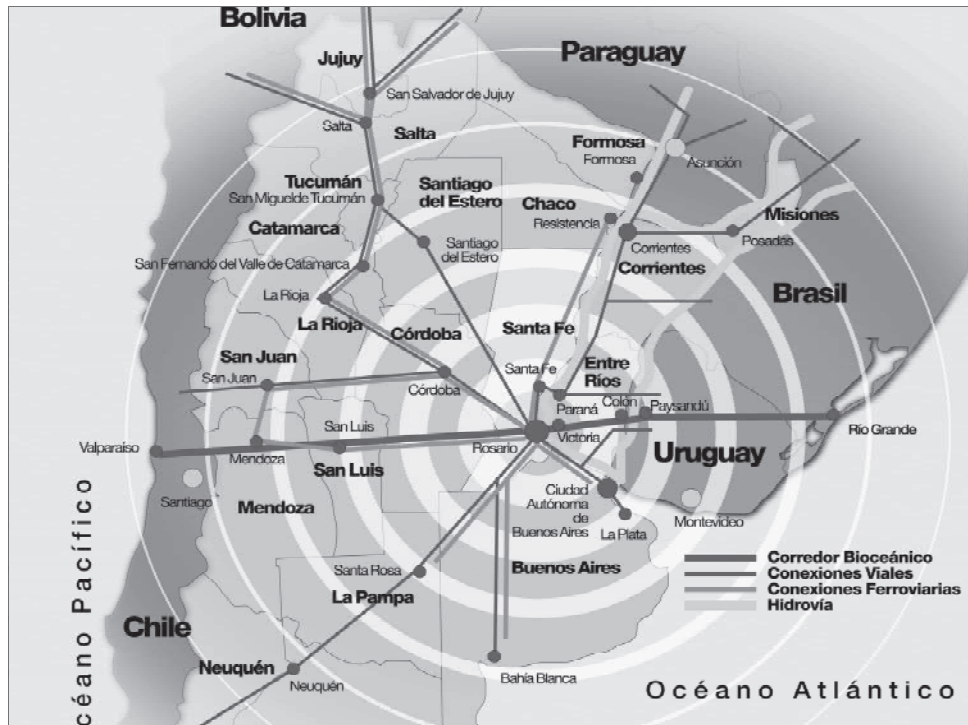 Bolivia
Paraguay
Jujuy
San Salvador de Jujuy
Salta
Salta
Formosa
Formosa
Asunción
Tucumán
San Miguelde Tucumán
Santiago
del Estero
Chaco
Resistencia
Misiones
Posadas
Catamarca
Corrientes
Corrientes
Santiago
del Estero
San Fernando del Valle de Catamarca
La Rioja
La Rioja
Córdoba
Santa Fe
Brasil
San Juan
San Juan
Córdoba
Santa Fe
Entre
Ríos
Paraná
Colón
Paysandú
Río Grande
San Luis
Valparaíso
Mendoza
San Luis
Rosario
Victoria
Uruguay
Santiago
Mendoza
Ciudad
Autónoma
de
Buenos Aires
La Plata
Montevideo
Buenos Aires
Santa Rosa
La Pampa
Corredor Bioceánico
Conexiones Viales
Conexiones Ferroviarias
Hidrovía
Chile
Neuquén
Neuquén
Bahía Blanca
céano Pacífico
Océano Atlántico